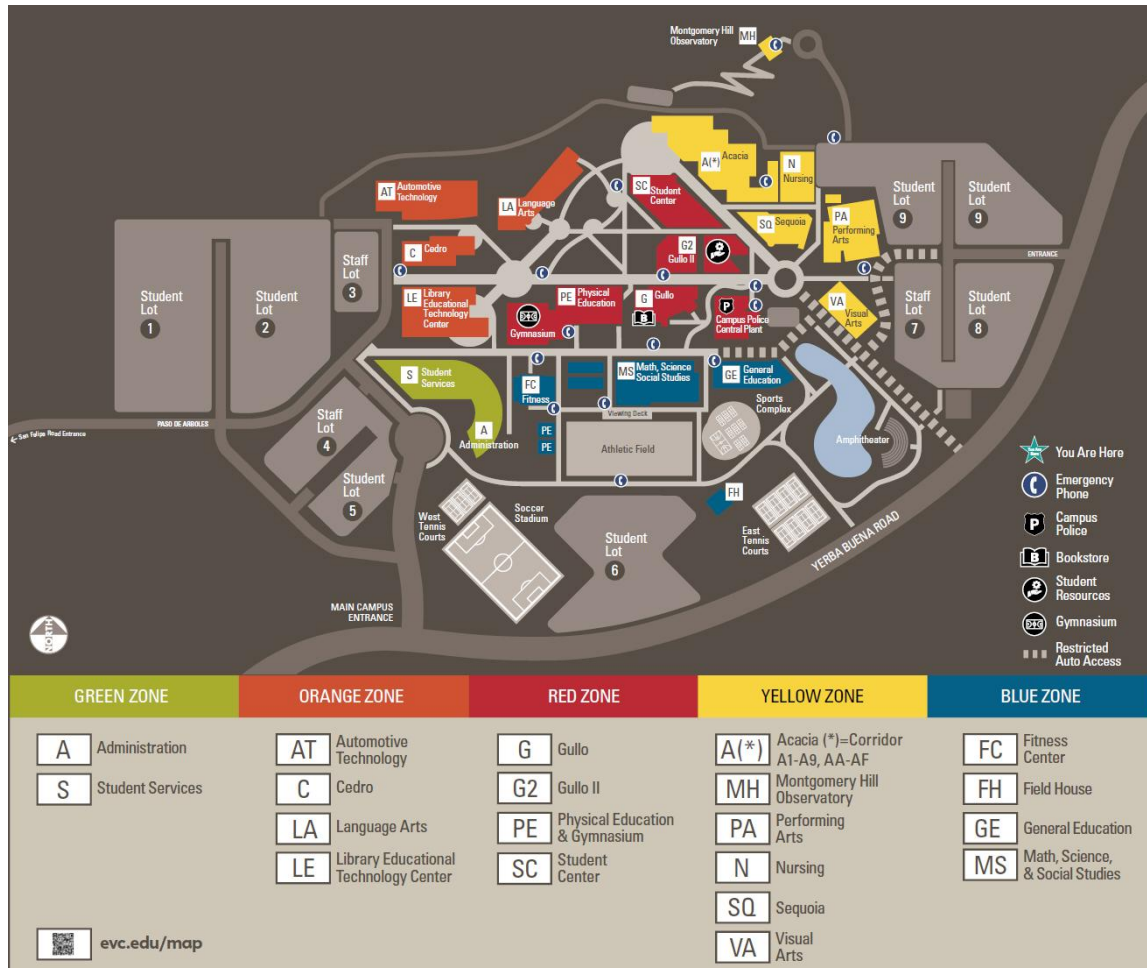 Montgomery Hill
Observatory
MH
A(*)
Acacia
N
Nursing
AT
Automotive
Technology
LA
Language
Arts
SC
Student
Center
SQ
Sequoia
PA
Performing
Arts
Student
Lot
9
Student
Lot
9
C
Cedro
G2
Gullo II
Staff
Lot
3
ENTRANCE
Student
Lot
1
Student
Lot
2
LE
Library
Educational
Technology
Center
Gymnasium
PE
Physical
Education
G
Gullo
B
P
Campus Police
Central Plant
VA
Visual
Arts
Staff
Lot
7
Student
Lot
8
S
Student
Services
FC
Fitness
MS
Math, Science
Social Studies
GE
General
Education
Sports
Complex
Viewing Deck
PASO DE ARBOLES
San Felipe Road Entrance
Staff
Lot
4
A
Administration
PE
PE
Athletic Field
Amphitheater
Student
Lot
5
West
Tennis
Courts
Soccer
Stadium
Student
Lot
6
FH
East
Tennis
Courts
YERBA BUENA ROAD
MAIN CAMPUS
ENTRANCE
NORTH
You Are Here
Emergency
Phone
P
Campus
Police
B
Bookstore
Student
Resources
Gymnasium
Restricted
Auto Access
GREEN ZONE
A Administration
S Student Services
evc.edu/map
ORANGE ZONE
AT Automotive
Technology
C Cedro
LA Language Arts
LE Library Educational
Technology Center
RED ZONE
G Gullo
G2 Gullo II
PE Physical Education
& Gymnasium
SC Student
Center
YELLOW ZONE
A(*) Acacia (*)=Corridor
A1-A9, AA-AF
MH Montgomery Hill
Observatory
PA Performing
Arts
N Nursing
SQ Sequoia
VA Visual
Arts
BLUE ZONE
FC Fitness
Center
FH Field House
GE General Education
MS Math, Science,
& Social Studies